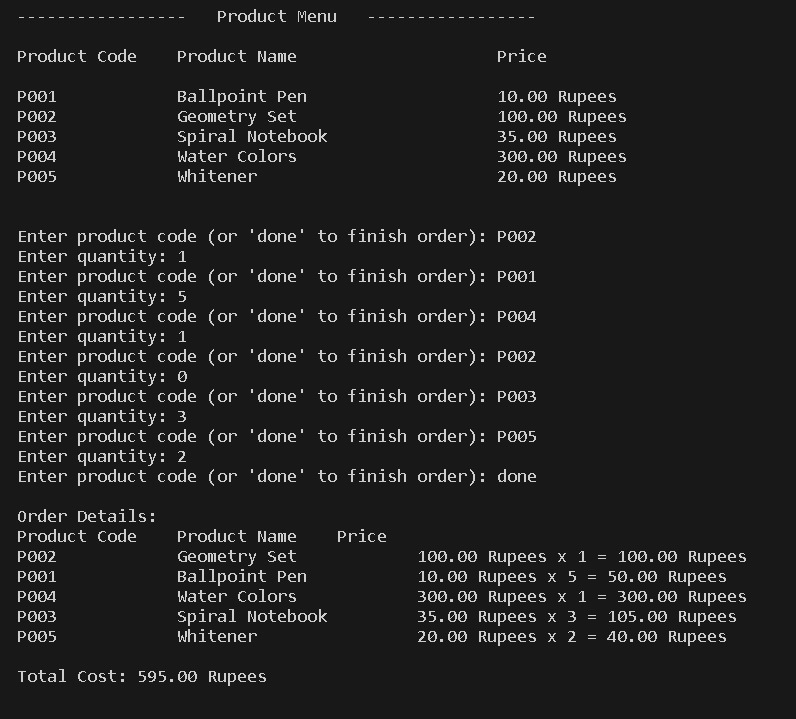 -----------------   Product Menu   -----------------
Product Code    Product Name                    Price
P001            Ballpoint Pen                   10.00 Rupees
P002            Geometry Set                    100.00 Rupees
P003            Spiral Notebook                 35.00 Rupees
P004            Water Colors                    300.00 Rupees
P005            Whitener                        20.00 Rupees
Enter product code (or 'done' to finish order): P002
Enter quantity: 1
Enter product code (or 'done' to finish order): P001
Enter quantity: 5
Enter product code (or 'done' to finish order): P004
Enter quantity: 1
Enter product code (or 'done' to finish order): P002
Enter quantity: 0
Enter product code (or 'done' to finish order): P003
Enter quantity: 3
Enter product code (or 'done' to finish order): P005
Enter quantity: 2
Enter product code (or 'done' to finish order): done
Order Details:
Product Code    Product Name    Price
P002            Geometry Set            100.00 Rupees x 1 = 100.00 Rupees
P001            Ballpoint Pen           10.00 Rupees x 5 = 50.00 Rupees
P004            Water Colors            300.00 Rupees x 1 = 300.00 Rupees
P003            Spiral Notebook         35.00 Rupees x 3 = 105.00 Rupees
P005            Whitener                20.00 Rupees x 2 = 40.00 Rupees
Total Cost: 595.00 Rupees